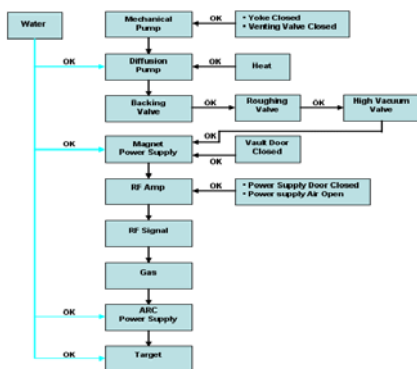 Water
Mechanical
Pump
OK
• Yoke Closed
• Venting Valve Closed
OK
Diffusion
Pump
OK
Heat
Backing
Valve
OK
Roughing
Valve
OK
High Vacuum
Valve
OK
Magnet
Power Supply
OK
Vault Door
Closed
RF Amp
OK
• Power Supply Door Closed
• Power supply Air Open
RF Signal
Gas
OK
ARC
Power Supply
OK
Target